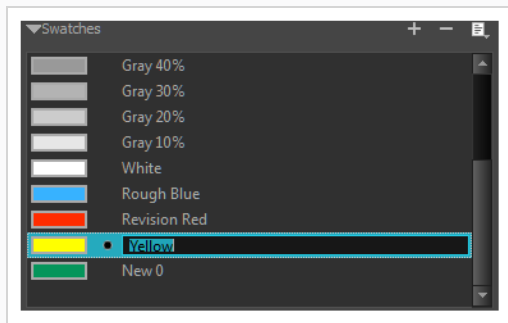 Swatches
Gray 40%
Gray 30%
Gray 20%
Gray 10%
White
Rough Blue
Revision Red
Yellow
New 0